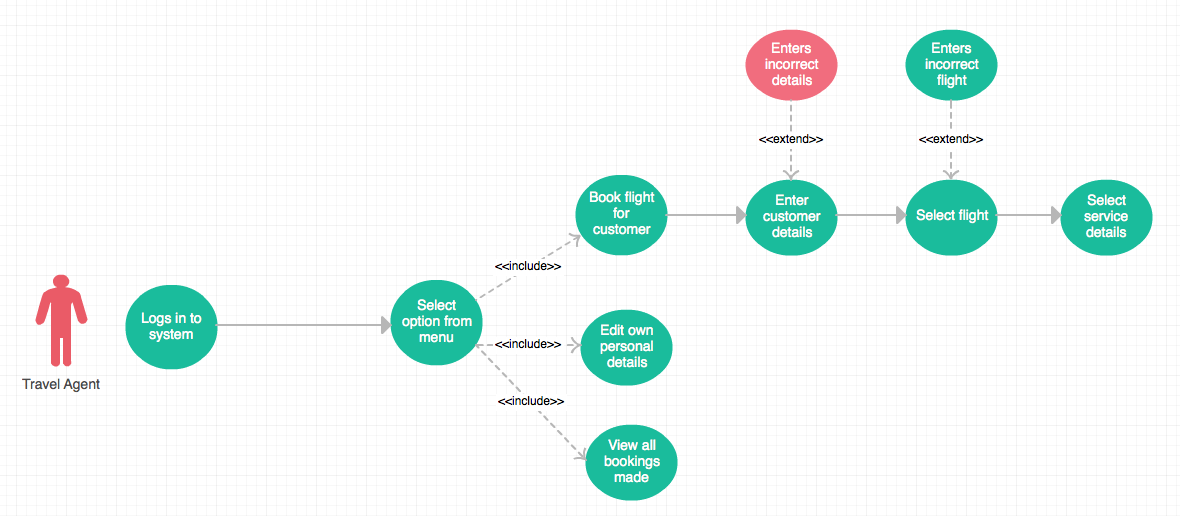 Enters
incorrect
details
Enters
incorrect
flight
<<extend>>
<<extend>>
Book flight
for
customer
Enter
customer
details
Select flight
Select
service
details
<<include>>
Logs in to
system
Select
option from
menu
<<include>>
Edit own
personal
details
Travel Agent
<<include>>
View all
bookings
made